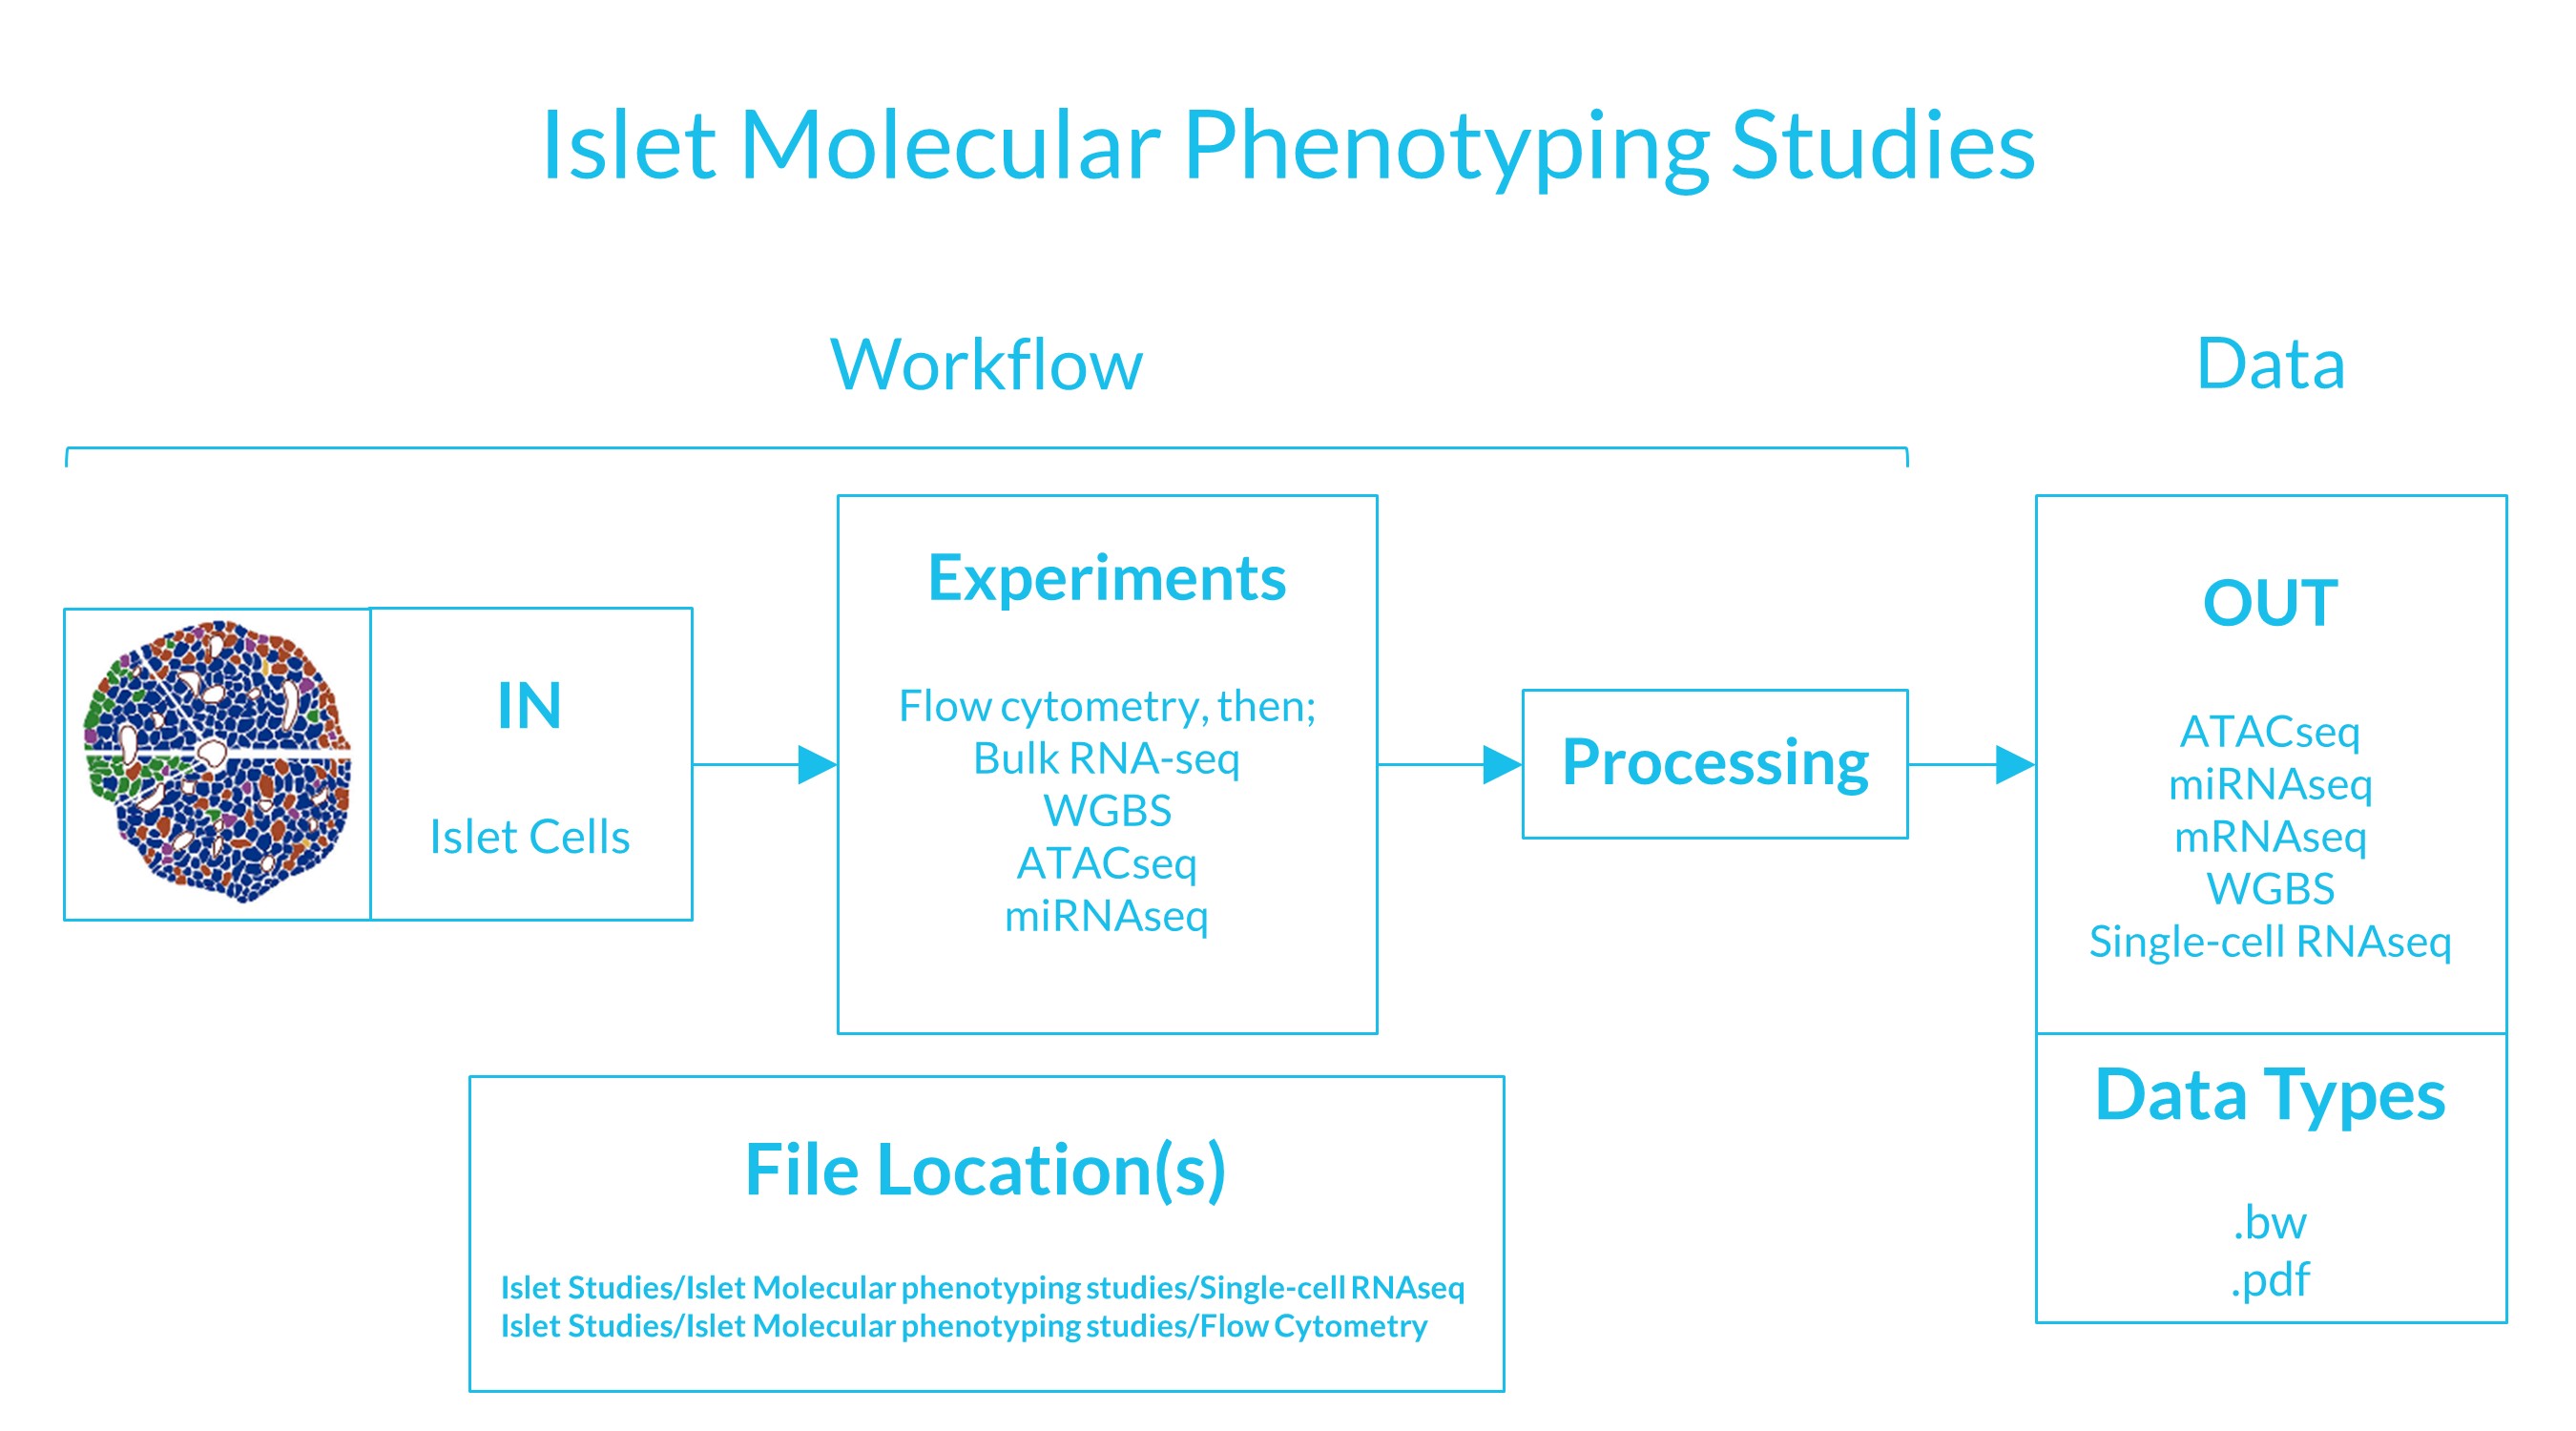 Islet Molecular Phenotyping Studies
Workflow
Data
IN
Islet Cells
Experiments
Flow cytometry, then;
Bulk RNA-seq
WGBS
ATACseq
miRNAseq
Processing
OUT
ATACseq
miRNAseq
mRNAseq
WGBS
Single-cell RNAseq
Data Types
.bw
.pdf
File Location(s)
Islet Studies/Islet Molecular phenotyping studies/Single-cell RNAseq
Islet Studies/Islet Molecular phenotyping studies/Flow Cytometry